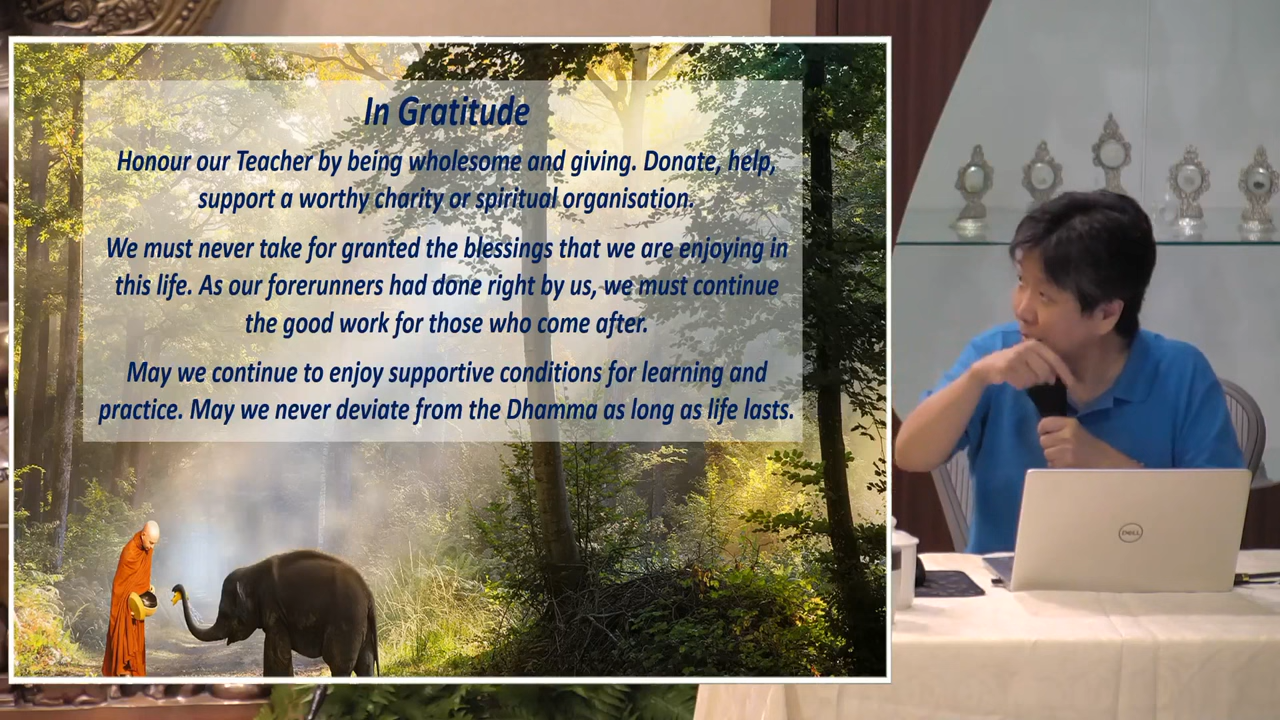 In Gratitude
Honour our Teacher by being wholesome and giving. Donate, help,
support a worthy charity or spiritual organisation.
We must never take for granted the blessings that we are enjoying in
this life. As our forerunners had done right by us, we must continue
the good work for those who come after.
May we continue to enjoy supportive conditions for learning and
practice. May we never deviate from the Dhamma as long as life lasts.
DELL